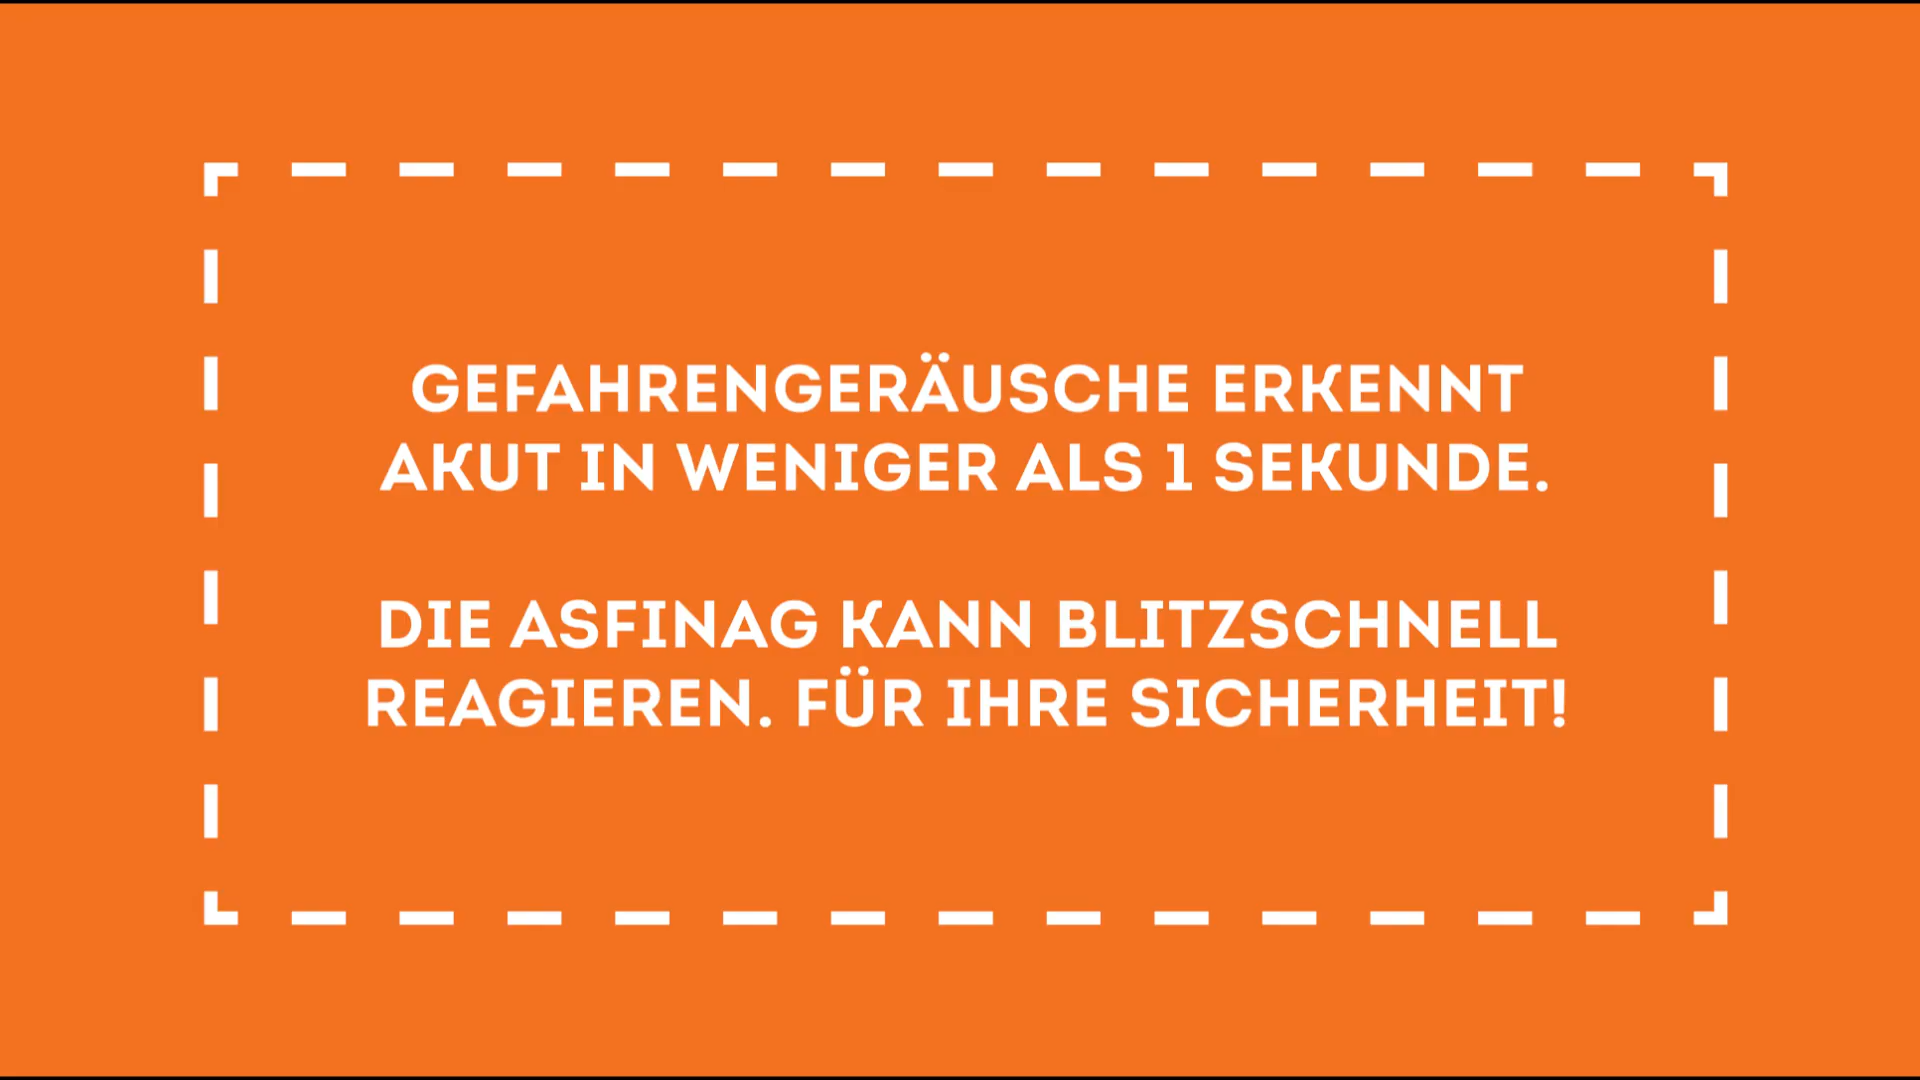 GEFAHRENGERÄUSCHE ERKENNT
AKUT IN WENIGER ALS 1 SEKUNDE.
DIE ASFINAG KANN BLITZSCHNELL
REAGIEREN. FÜR IHRE SICHERHEIT!